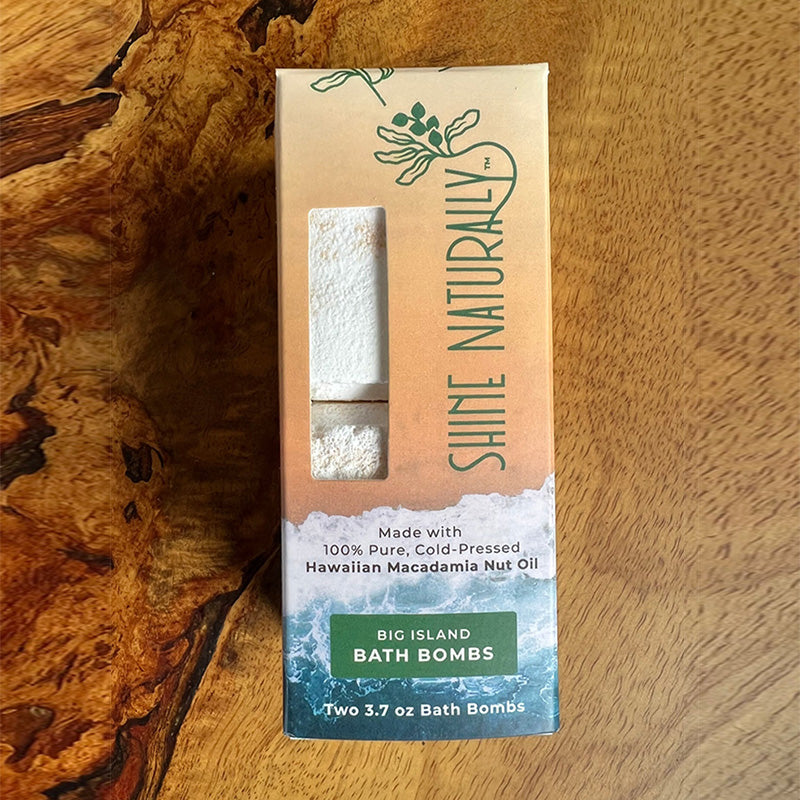 SHINE NATURALLY™
Made with
100% Pure, Cold-Pressed
Hawaiian Macadamia Nut Oil
BIG ISLAND
BATH BOMBS
Two 3.7 oz Bath Bombs